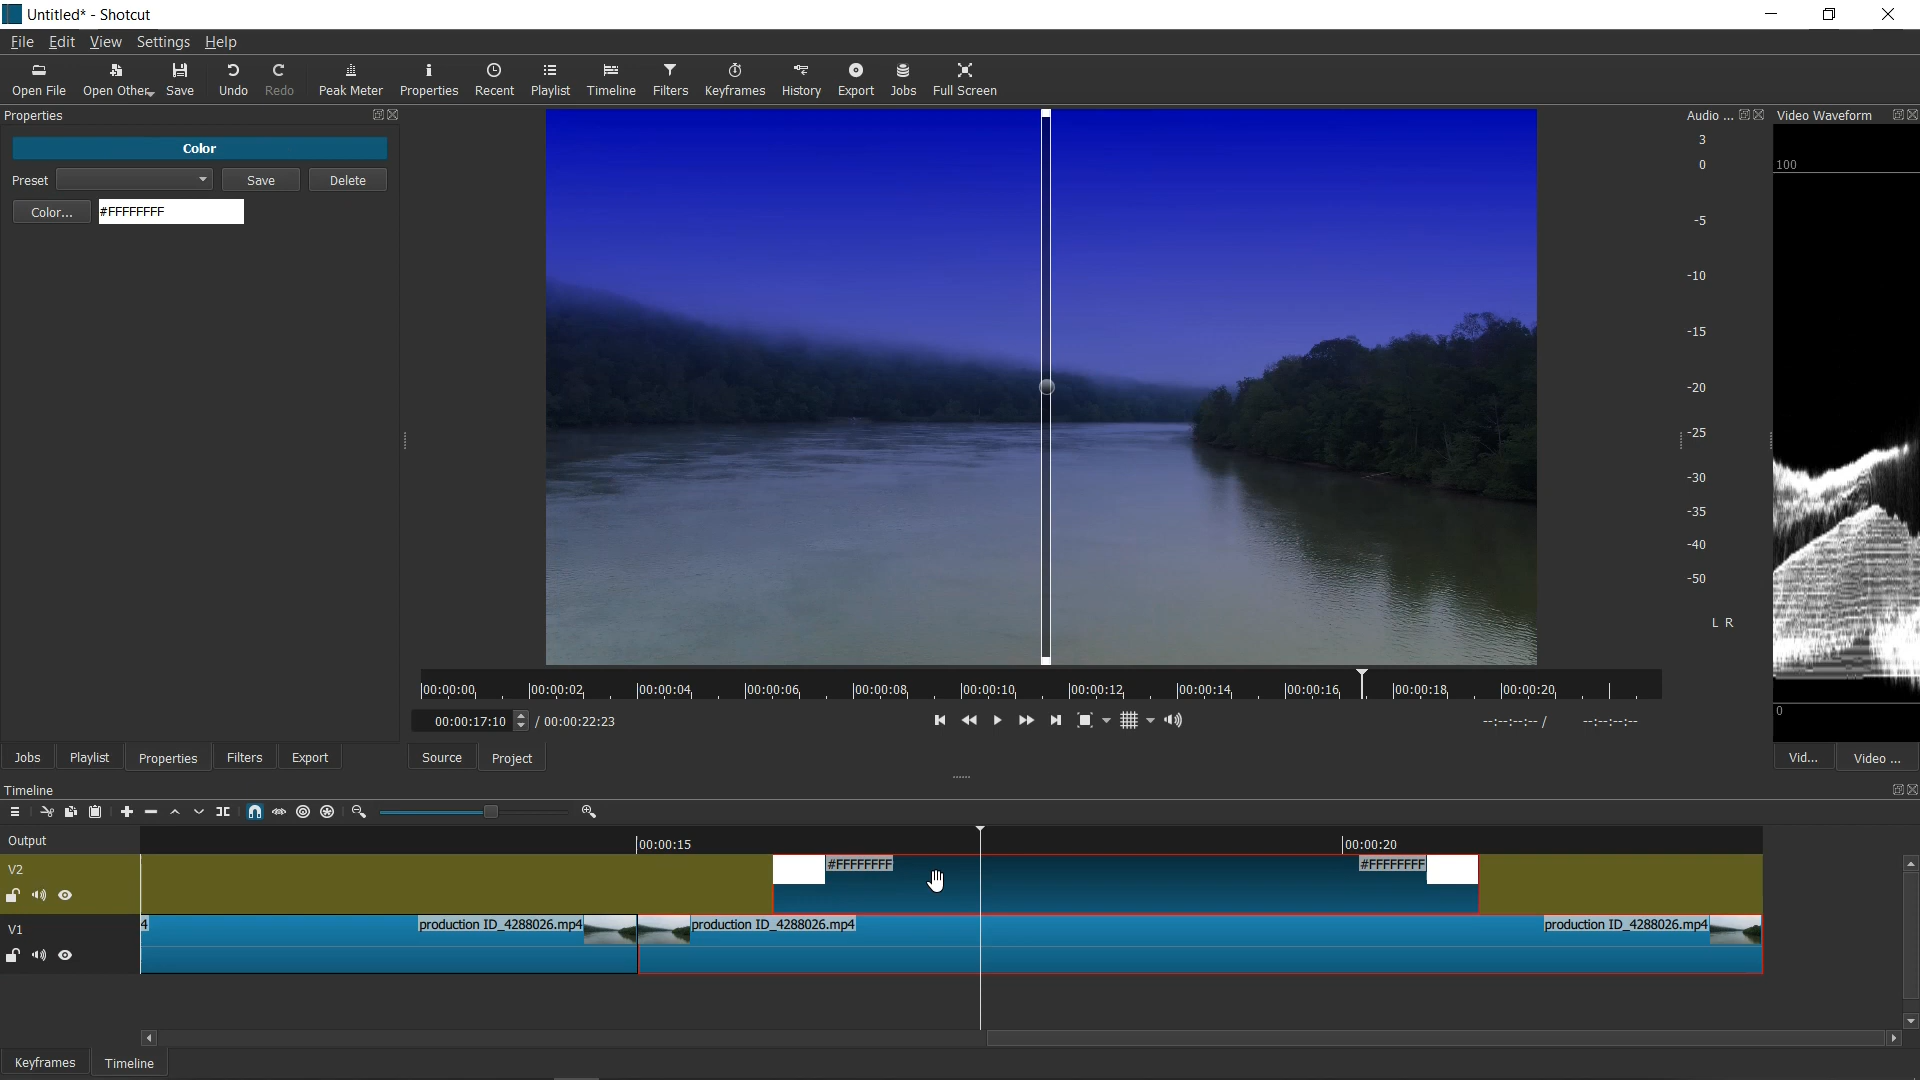 Untitled* - Shotcut
File Edit View Settings Help
Open File Open Other Save Undo Redo Peak Meter Properties Recent Playlist Timeline Filters Keyframes History Export Jobs Full Screen
Properties
Color
Preset Save Delete
Color... #FFFFFFFF
Audio ...
3
0
-5
-10
-15
-20
-25
-30
-35
-40
-50
L R
Video Waveform
100
0
00:00:00 00:00:02 00:00:04 00:00:06 00:00:08 00:00:10 00:00:12 00:00:14 00:00:16 00:00:18 00:00:20
00:00:17:10 / 00:00:22:23
--:--:--:-- / --:--:--:--
Jobs Playlist Properties Filters Export
Source Project
Vid... Video ...
Timeline
Output
00:00:15 00:00:20
V2
#FFFFFFFF #FFFFFFFF
V1
4 production ID_4288026.mp4 production ID_4288026.mp4 production ID_4288026.mp4
Keyframes Timeline